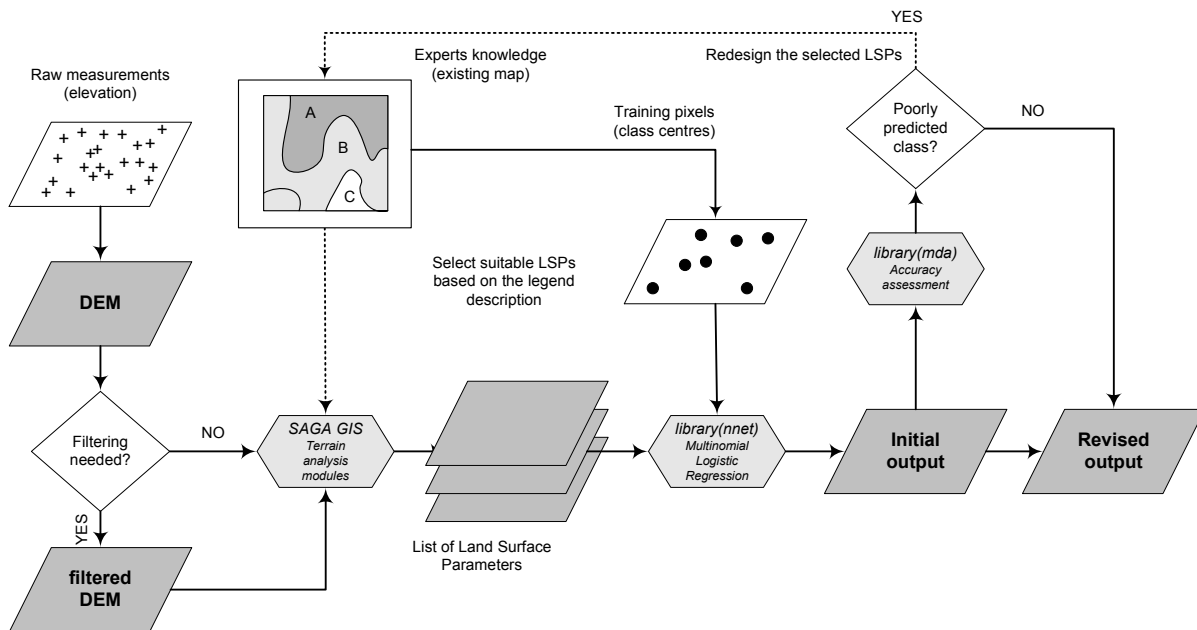 YES
Experts knowledge
(existing map)
Redesign the selected LSPs
Raw measurements
(elevation)
A
B
C
Training pixels
(class centres)
Poorly
predicted
class?
NO
library(mda)
Accuracy
assessment
Select suitable LSPs
based on the legend
description
DEM
Filtering
needed?
NO
SAGA GIS
Terrain
analysis
modules
library(nnet)
Multinomial
Logistic
Regression
Initial
output
Revised
output
YES
List of Land Surface
Parameters
filtered
DEM